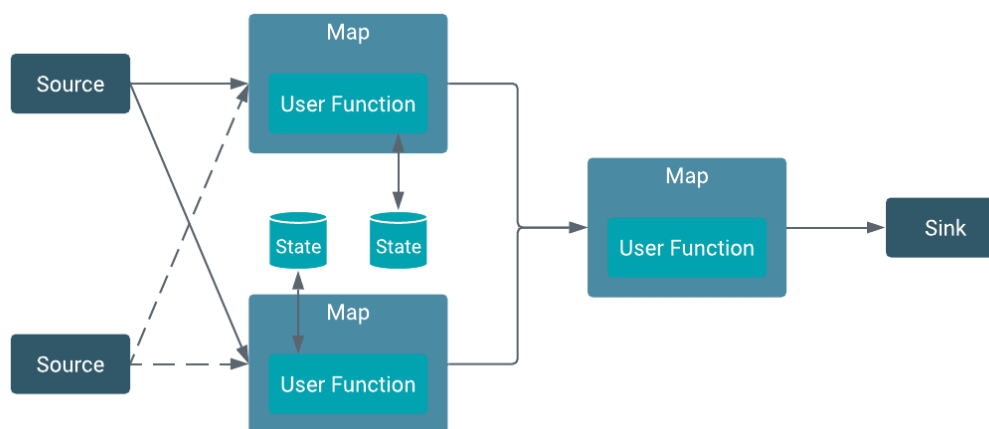 Map
Source
User Function
State
State
Map
User Function
Sink
Map
Source
User Function